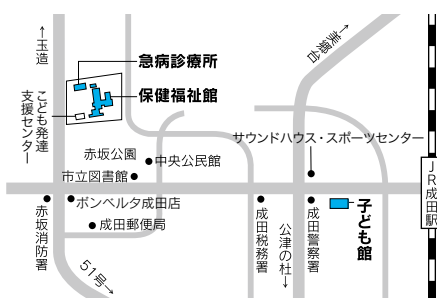 ←玉造
急病診療所
保健福祉館
こども発達
支援センター
←美郷台
赤坂公園
中央公民館
サウンドハウス・スポーツセンター
市立図書館
ボンベルタ成田店
成田郵便局
赤坂消防署
51号→
成田税務署
公津の杜→
成田警察署
子ども館
JR成田駅